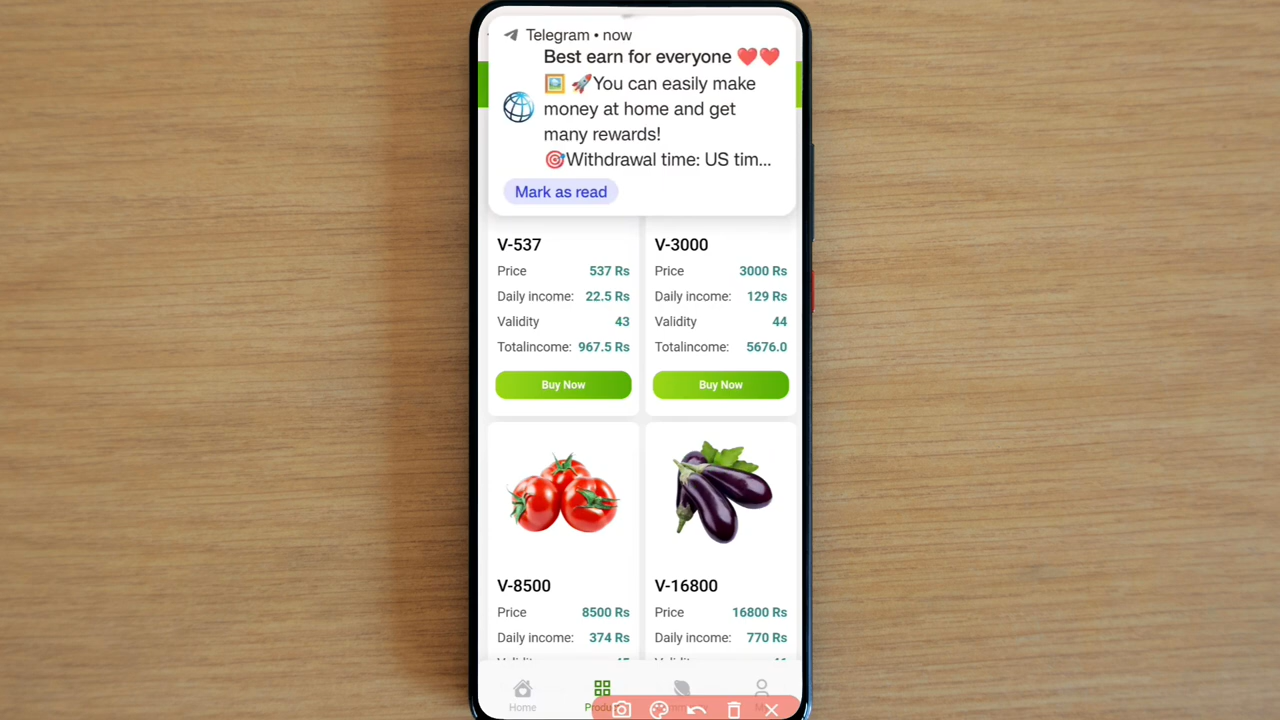 Telegram • now
Best earn for everyone ❤️❤️
🖼️ 🚀You can easily make
money at home and get
many rewards!
🎯Withdrawal time: US tim...
Mark as read
V-537
Price 537 Rs
Daily income: 22.5 Rs
Validity 43
Totalincome: 967.5 Rs
Buy Now
V-3000
Price 3000 Rs
Daily income: 129 Rs
Validity 44
Totalincome: 5676.0
Buy Now
V-8500
Price 8500 Rs
Daily income: 374 Rs
V-16800
Price 16800 Rs
Daily income: 770 Rs
Home